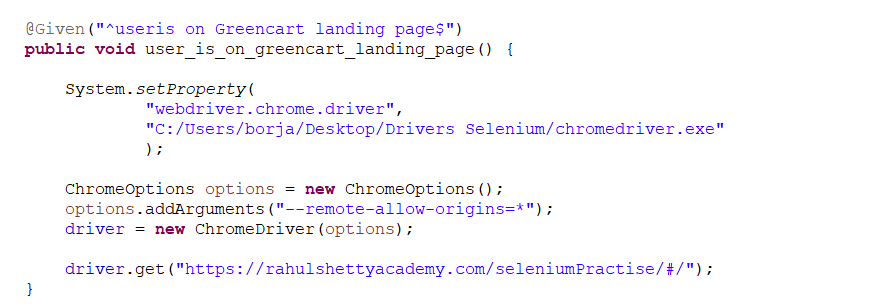 @Given("^useris on Greencart landing page$")
public void user_is_on_greencart_landing_page() {
System.setProperty(
"webdriver.chrome.driver",
"C:/Users/borja/Desktop/Drivers Selenium/chromedriver.exe"
);
ChromeOptions options = new ChromeOptions();
options.addArguments("--remote-allow-origins=*");
driver = new ChromeDriver(options);
driver.get("https://rahulshettyacademy.com/seleniumPractise/#/");
}